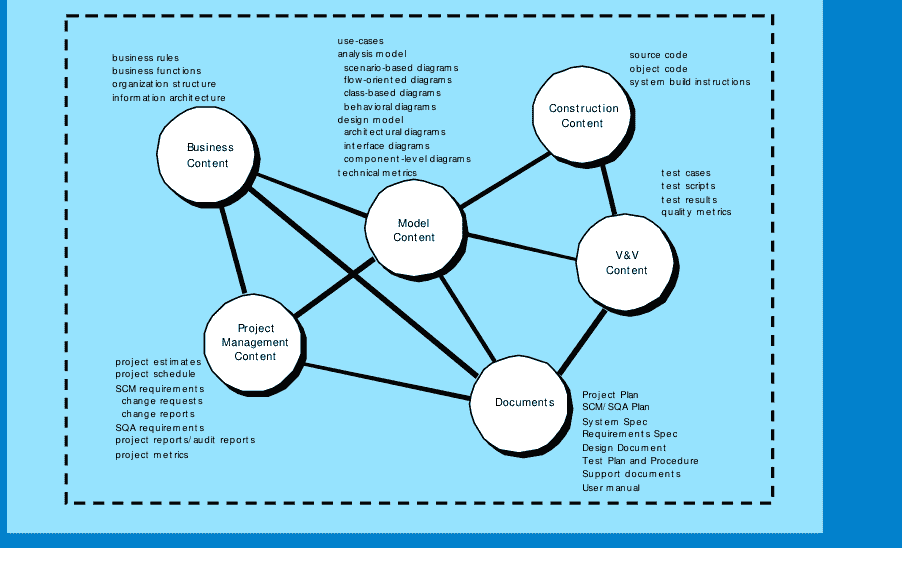 business rules
business functions
organization structure
information architecture
Business
Content
use-cases
analysis model
scenario-based diagrams
flow-oriented diagrams
class-based diagrams
behavioral diagrams
design model
architectural diagrams
interface diagrams
component-level diagrams
technical metrics
Model
Content
source code
object code
system build instructions
Construction
Content
test cases
test scripts
test results
quality metrics
V&V
Content
Project
Management
Content
project estimates
project schedule
SCM requirements
change requests
change reports
SQA requirements
project reports/audit reports
project metrics
Documents
Project Plan
SCM/SQA Plan
System Spec
Requirements Spec
Design Document
Test Plan and Procedure
Support documents
User manual